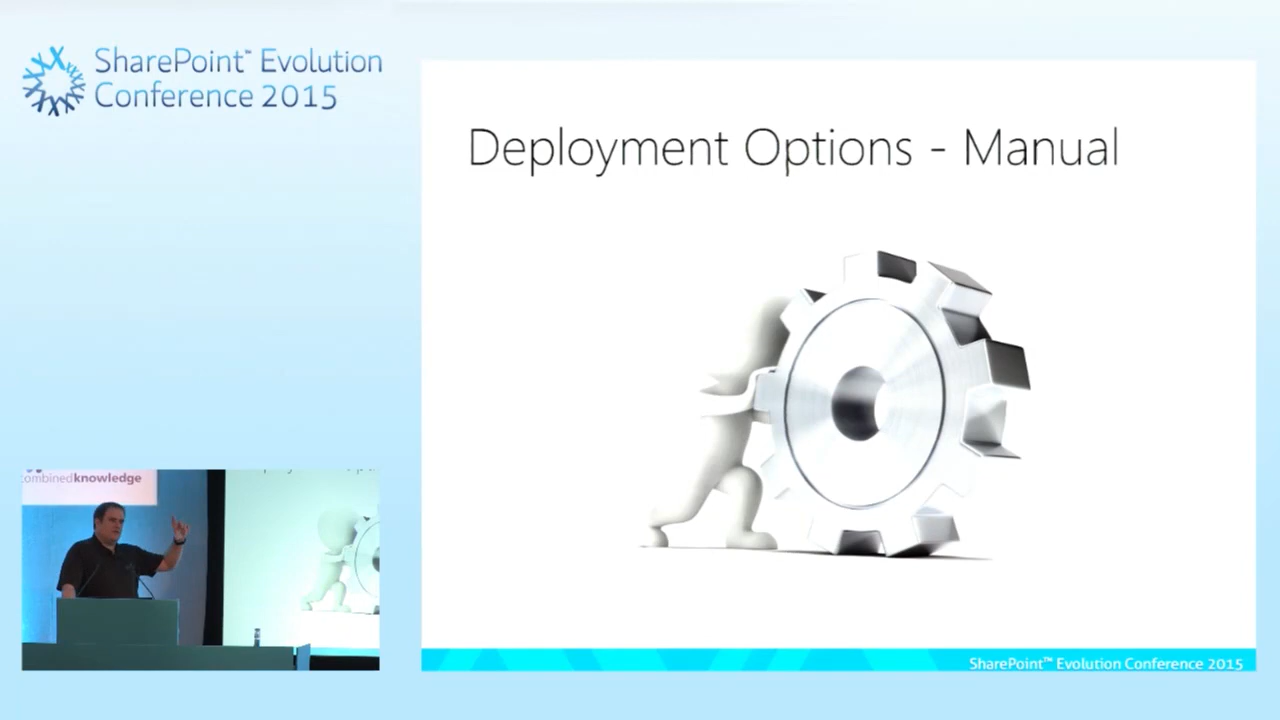 SharePoint™ Evolution
Conference 2015
Deployment Options - Manual
combinedknowledge
SharePoint™ Evolution Conference 2015